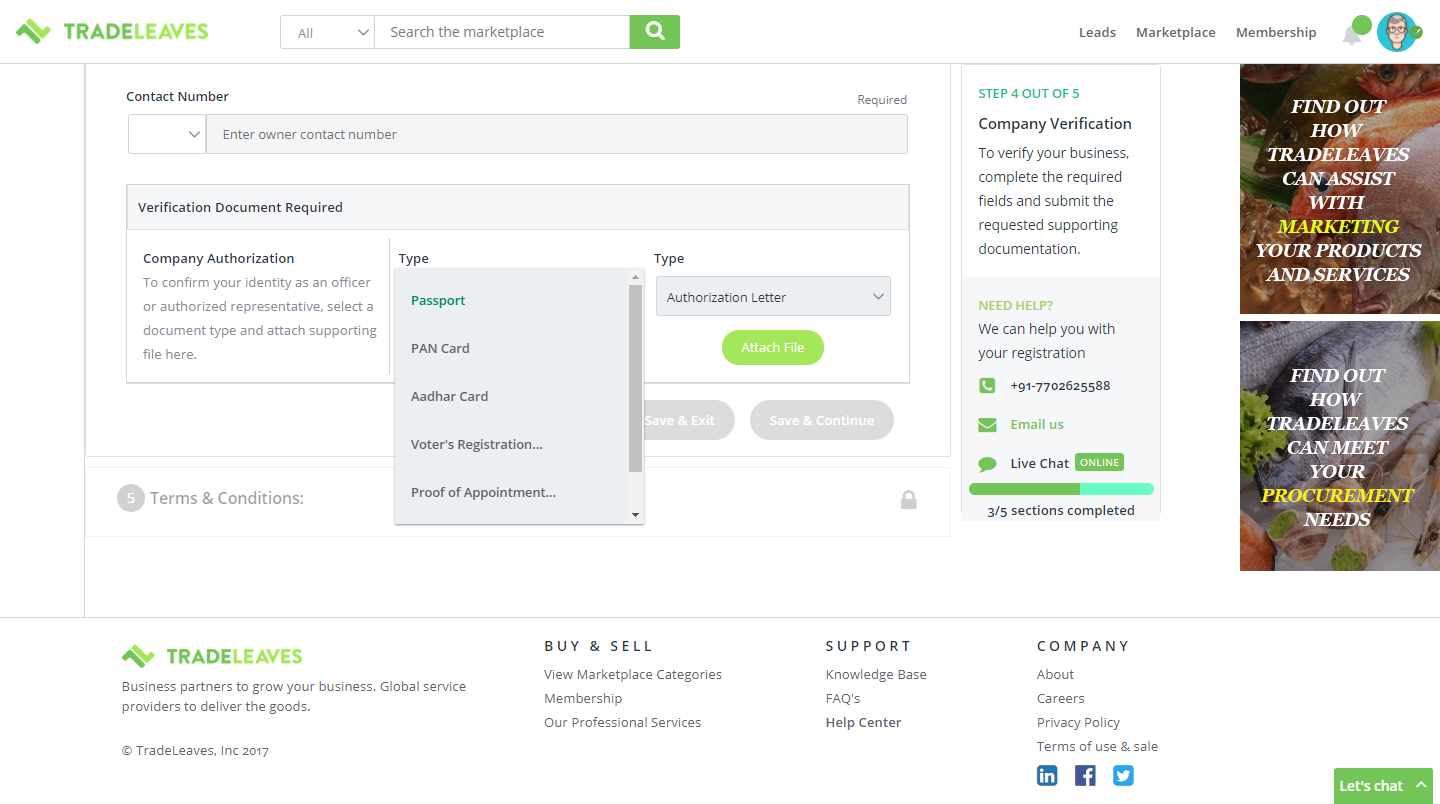 TRADELEAVES
All
Search the marketplace
Leads
Marketplace
Membership
Contact Number
Required
Enter owner contact number
Verification Document Required
Company Authorization
To confirm your identity as an officer
or authorized representative, select a
document type and attach supporting
file here.
Type
Passport
PAN Card
Aadhar Card
Voter's Registration...
Proof of Appointment...
Type
Authorization Letter
Attach File
Save & Exit
Save & Continue
5 Terms & Conditions:
STEP 4 OUT OF 5
Company Verification
To verify your business,
complete the required
fields and submit the
requested supporting
documentation.
NEED HELP?
We can help you with
your registration
+91-7702625588
Email us
Live Chat ONLINE
3/5 sections completed
FIND OUT
HOW
TRADELEAVES
CAN ASSIST
WITH
MARKETING
YOUR PRODUCTS
AND SERVICES
FIND OUT
HOW
TRADELEAVES
CAN MEET
YOUR
PROCUREMENT
NEEDS
TRADELEAVES
Business partners to grow your business. Global service
providers to deliver the goods.
© TradeLeaves, Inc 2017
BUY & SELL
View Marketplace Categories
Membership
Our Professional Services
SUPPORT
Knowledge Base
FAQ's
Help Center
COMPANY
About
Careers
Privacy Policy
Terms of use & sale
Let's chat